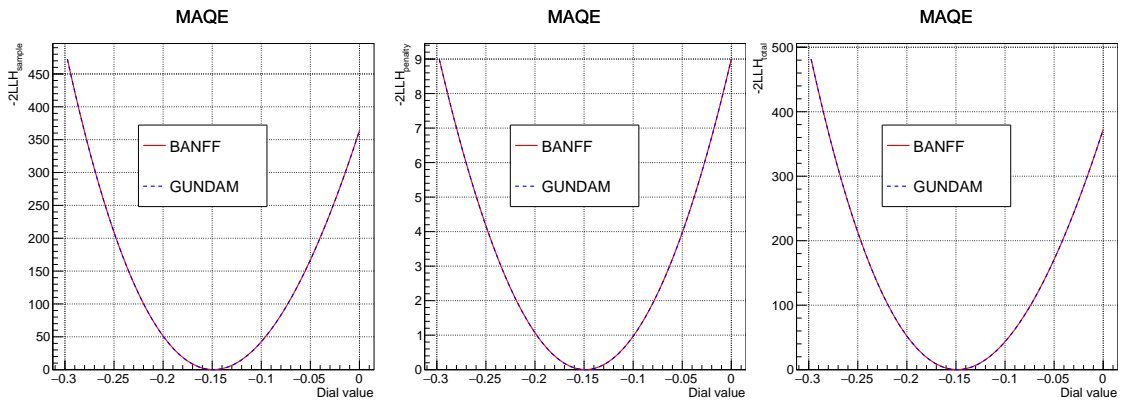 MAQE
-2LLH_sample
450
400
350
300
250
200
150
100
50
0
BANFF
GUNDAM
−0.3 −0.25 −0.2 −0.15 −0.1 −0.05 0
Dial value
MAQE
-2LLH_penalty
9
8
7
6
5
4
3
2
1
0
BANFF
GUNDAM
−0.3 −0.25 −0.2 −0.15 −0.1 −0.05 0
Dial value
MAQE
-2LLH_total
500
400
300
200
100
0
BANFF
GUNDAM
−0.3 −0.25 −0.2 −0.15 −0.1 −0.05 0
Dial value